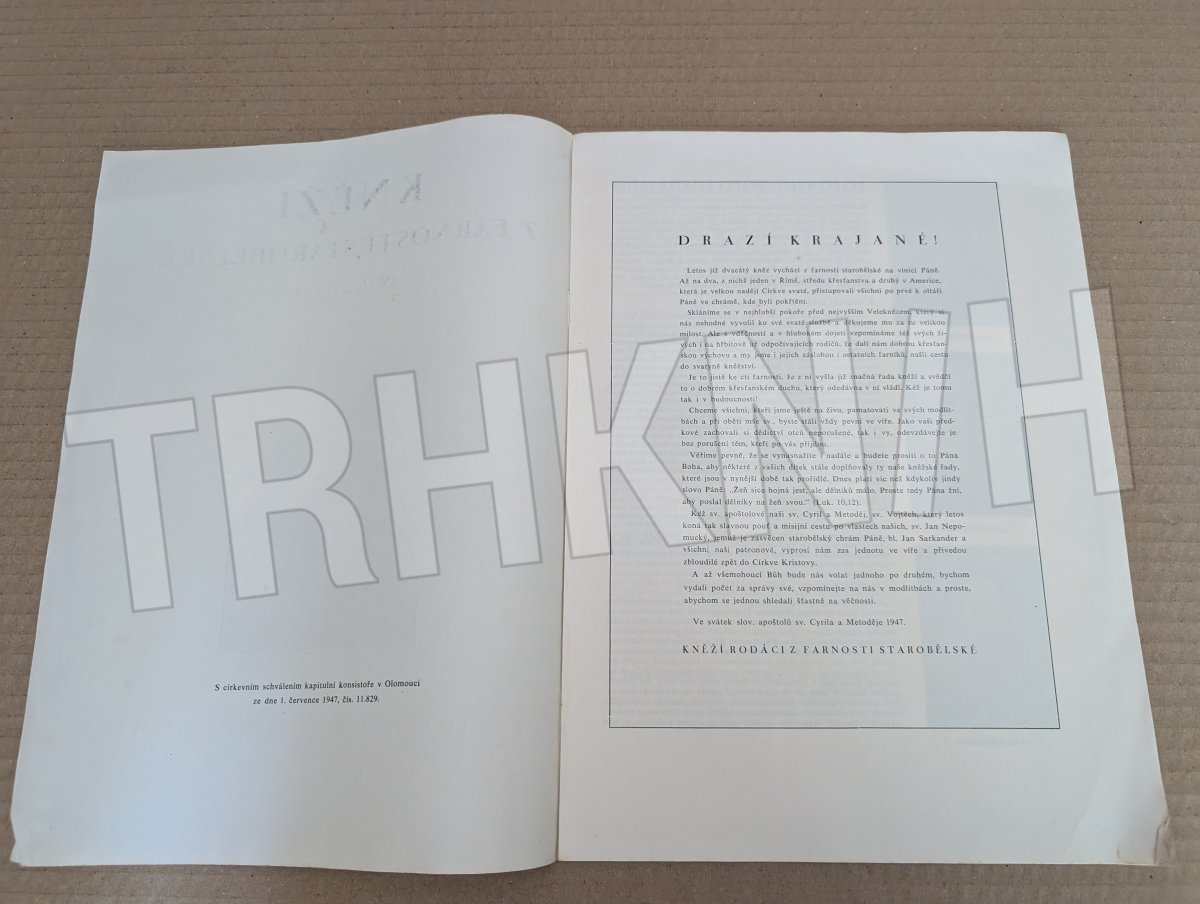 KNĚŽÍ
Z FARNOSTI STAROBĚLSKÉ
S církevním schválením kapitulní konsistoře v Olomouci
ze dne 1. července 1947, čís. 11.829.
DRAZÍ KRAJANÉ!
Letos již dvacátý kněz vychází z farnosti starobělské na vinici Páně.
Až na dva, z nichž jeden v Římě, středu křesťanstva a druhý v Americe,
která je velkou nadějí Církve svaté, přistupovali všichni po prvé k oltáři
Páně ve chrámě, kde byli pokřtěni.
Skláníme se v nejhlubší pokoře před nejvyšším Veleknězem, který si
nás nehodné vyvolil ku své svaté službě a děkujeme mu za tu velikou
milost. Ale s vděčností a v hlubokém dojetí vzpomínáme též svých ži-
vých i na hřbitově už odpočívajících rodičů, že dali nám dobrou křesťan-
skou výchovu a my jsme i jejich zásluhou i ostatních farníků, našli cestu
do svatyně kněžství.
Je to jistě ke cti farnosti, že z ní vyšla již značná řada kněží a svědčí
to o dobrém křesťanském duchu, který odedávna v ní vládl. Kéž je tomu
tak i v budoucnosti!
Chceme všichni, kteří jsme ještě na živu, pamatovati ve svých modlit-
bách a při oběti mše sv., byste stáli vždy pevni ve víře. Jako vaši před-
kové zachovali si dědictví otců neporušené, tak i vy, odevzdávejte je
bez porušení těm, kteří po vás přijdou.
Věříme pevně, že se vynasnažíte i nadále a budete prositi o to Pána
Boha, aby některé z vašich dítek stále doplňovaly ty naše kněžské řady,
které jsou v nynější době tak prořídlé. Dnes platí víc než kdykoliv jindy
slovo Páně: „Žeň sice hojná jest, ale dělníků málo. Proste tedy Pána žní,
aby poslal dělníky na žeň svou.“ (Luk. 10,12).
Kéž sv. apoštolové naši sv. Cyril a Metoděj, sv. Vojtěch, který letos
koná tak slavnou pouť a misijní cestu po vlastech našich, sv. Jan Nepo-
mucký, jemuž je zasvěcen starobělský chrám Páně, bl. Jan Sarkander a
všichni naši patronové, vyprosí nám zas jednotu ve víře a přivedou
zbloudilé zpět do Církve Kristovy.
A až všemohoucí Bůh bude nás volat jednoho po druhém, bychom
vydali počet za správy své, vzpomínejte na nás v modlitbách a proste,
abychom se jednou shledali šťastně na věčnosti.
Ve svátek slov. apoštolů sv. Cyrila a Metoděje 1947.
KNĚŽÍ RODÁCI Z FARNOSTI STAROBĚLSKÉ
TRHKNIH